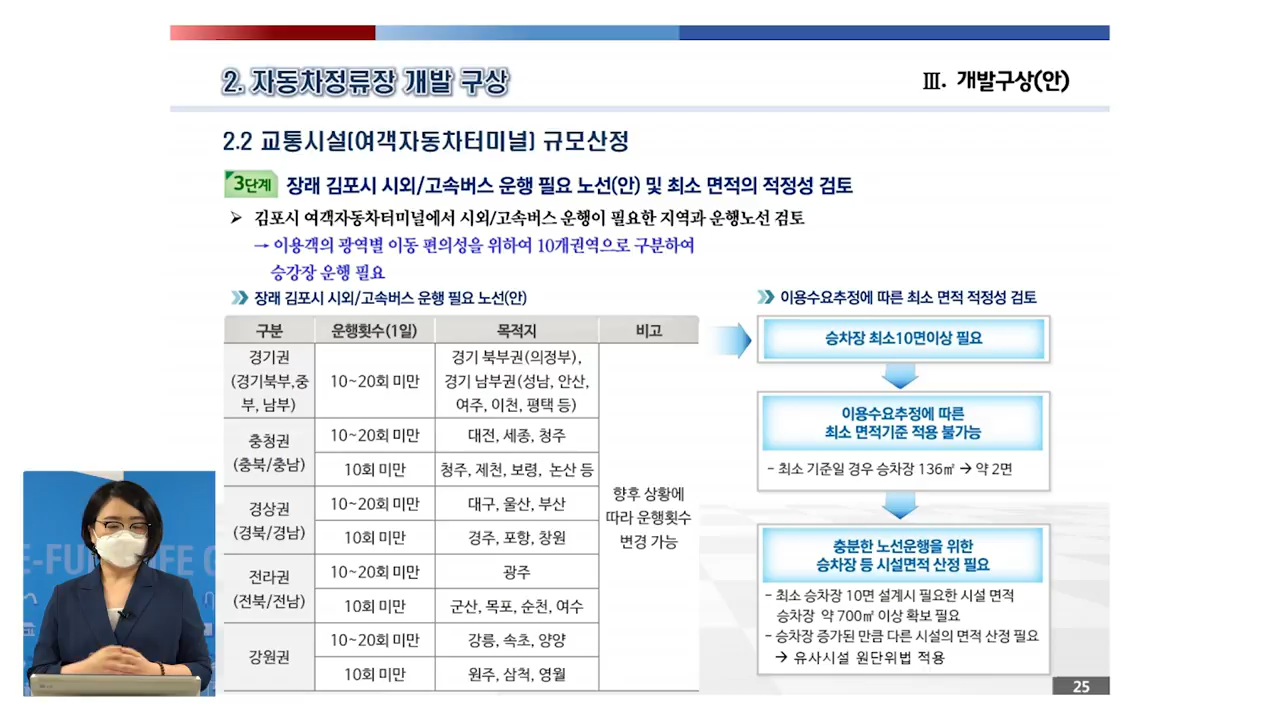 2. 자동차정류장 개발 구상
Ⅲ. 개발구상(안)
2.2 교통시설(여객자동차터미널) 규모산정
3단계 장래 김포시 시외/고속버스 운행 필요 노선(안) 및 최소 면적의 적정성 검토
➢ 김포시 여객자동차터미널에서 시외/고속버스 운행이 필요한 지역과 운행노선 검토
→ 이용객의 광역별 이동 편의성을 위하여 10개권역으로 구분하여
승강장 운행 필요
장래 김포시 시외/고속버스 운행 필요 노선(안)
구분 운행횟수(1일) 목적지 비고
경기권
(경기북부,중
부, 남부)
10~20회 미만
경기 북부권(의정부),
경기 남부권(성남, 안산,
여주, 이천, 평택 등)
충청권
(충북/충남)
10~20회 미만 대전, 세종, 청주
10회 미만 청주, 제천, 보령, 논산 등
경상권
(경북/경남)
10~20회 미만 대구, 울산, 부산
10회 미만 경주, 포항, 창원
전라권
(전북/전남)
10~20회 미만 광주
10회 미만 군산, 목포, 순천, 여수
강원권
10~20회 미만 강릉, 속초, 양양
10회 미만 원주, 삼척, 영월
향후 상황에
따라 운행횟수
변경 가능
이용수요추정에 따른 최소 면적 적정성 검토
승차장 최소10면이상 필요
이용수요추정에 따른
최소 면적기준 적용 불가능
- 최소 기준일 경우 승차장 136㎡ → 약 2면
충분한 노선운행을 위한
승차장 등 시설면적 산정 필요
- 최소 승차장 10면 설계시 필요한 시설 면적
승차장 약 700㎡ 이상 확보 필요
- 승차장 증가된 만큼 다른 시설의 면적 산정 필요
→ 유사시설 원단위법 적용
25